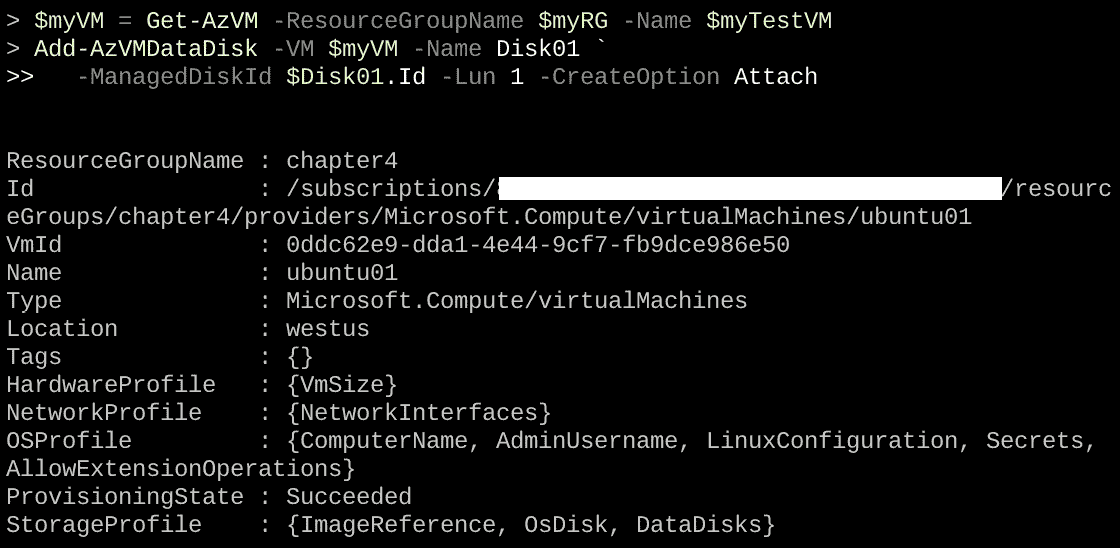 > $myVM = Get-AzVM -ResourceGroupName $myRG -Name $myTestVM
> Add-AzVMDataDisk -VM $myVM -Name Disk01 `
>>   -ManagedDiskId $Disk01.Id -Lun 1 -CreateOption Attach
ResourceGroupName : chapter4
Id                : /subscriptions/ /resourc
eGroups/chapter4/providers/Microsoft.Compute/virtualMachines/ubuntu01
VmId              : 0ddc62e9-dda1-4e44-9cf7-fb9dce986e50
Name              : ubuntu01
Type              : Microsoft.Compute/virtualMachines
Location          : westus
Tags              : {}
HardwareProfile   : {VmSize}
NetworkProfile    : {NetworkInterfaces}
OSProfile         : {ComputerName, AdminUsername, LinuxConfiguration, Secrets,
AllowExtensionOperations}
ProvisioningState : Succeeded
StorageProfile    : {ImageReference, OsDisk, DataDisks}